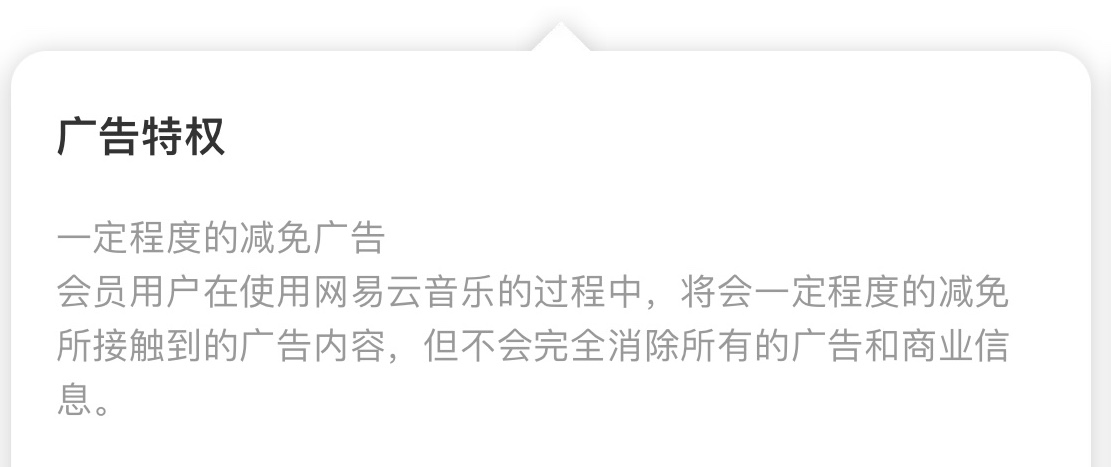 广告特权
一定程度的减免广告
会员用户在使用网易云音乐的过程中，将会一定程度的减免
所接触到的广告内容，但不会完全消除所有的广告和商业信
息。